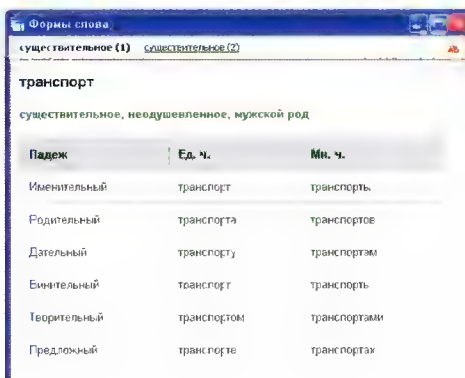 Формы слова
существительное (1) существительное (2)
транспорт
существительное, неодушевленное, мужской род
Падеж Ед. ч. Мн. ч.
Именительный транспорт транспорты
Родительный транспорта транспортов
Дательный транспорту транспортам
Винительный транспорт транспорты
Творительный транспортом транспортами
Предложный транспорте транспортах